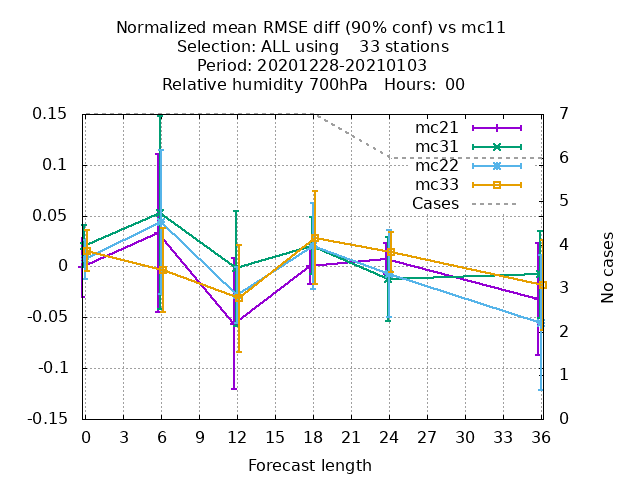 Normalized mean RMSE diff (90% conf) vs mc11
Selection: ALL using    33 stations
Period: 20201228-20210103
Relative humidity 700hPa   Hours:  00
0.15
0.1
0.05
0
-0.05
-0.1
-0.15
7
6
5
4
3
2
1
0
mc21
mc31
mc22
mc33
Cases
No cases
0 3 6 9 12 15 18 21 24 27 30 33 36
Forecast length